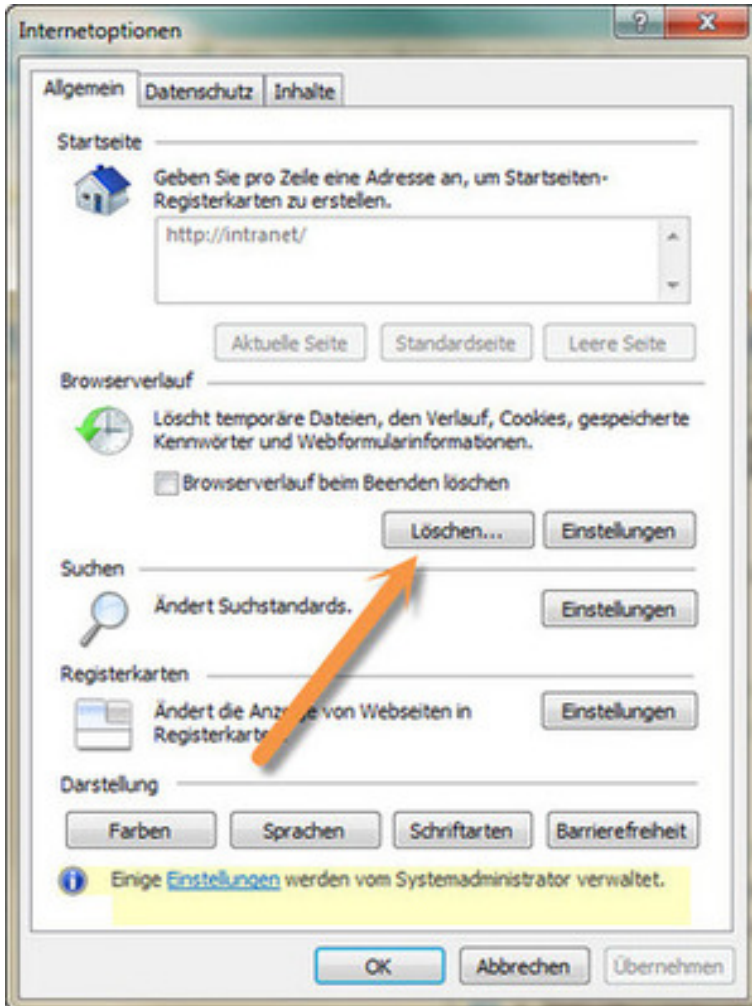 Internetoptionen
Allgemein Datenschutz Inhalte
Startseite
Geben Sie pro Zeile eine Adresse an, um Startseiten-
Registerkarten zu erstellen.
http://intranet/
Aktuelle Seite Standardseite Leere Seite
Browserverlauf
Löscht temporäre Dateien, den Verlauf, Cookies, gespeicherte
Kennwörter und Webformularinformationen.
Browserverlauf beim Beenden löschen
Löschen... Einstellungen
Suchen
Ändert Suchstandards.
Einstellungen
Registerkarten
Ändert die Anzeige von Webseiten in
Registerkarten.
Einstellungen
Darstellung
Farben Sprachen Schriftarten Barrierefreiheit
Einige Einstellungen werden vom Systemadministrator verwaltet.
OK Abbrechen Übernehmen